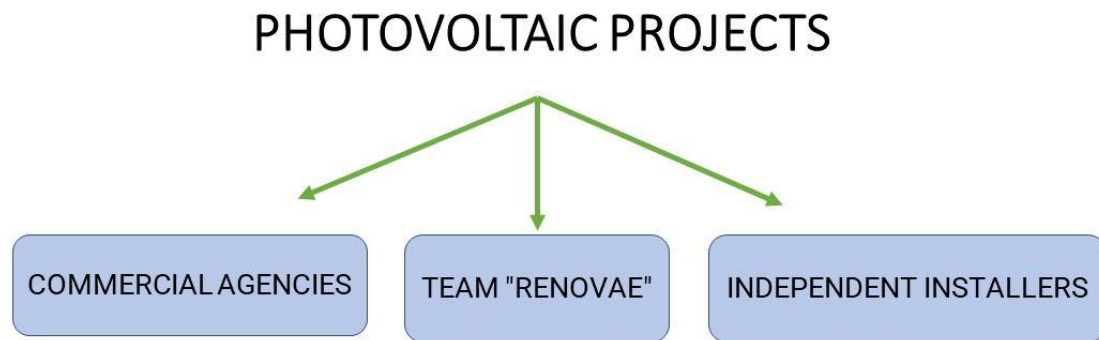 PHOTOVOLTAIC PROJECTS
COMMERCIAL AGENCIES
TEAM "RENOVAE"
INDEPENDENT INSTALLERS